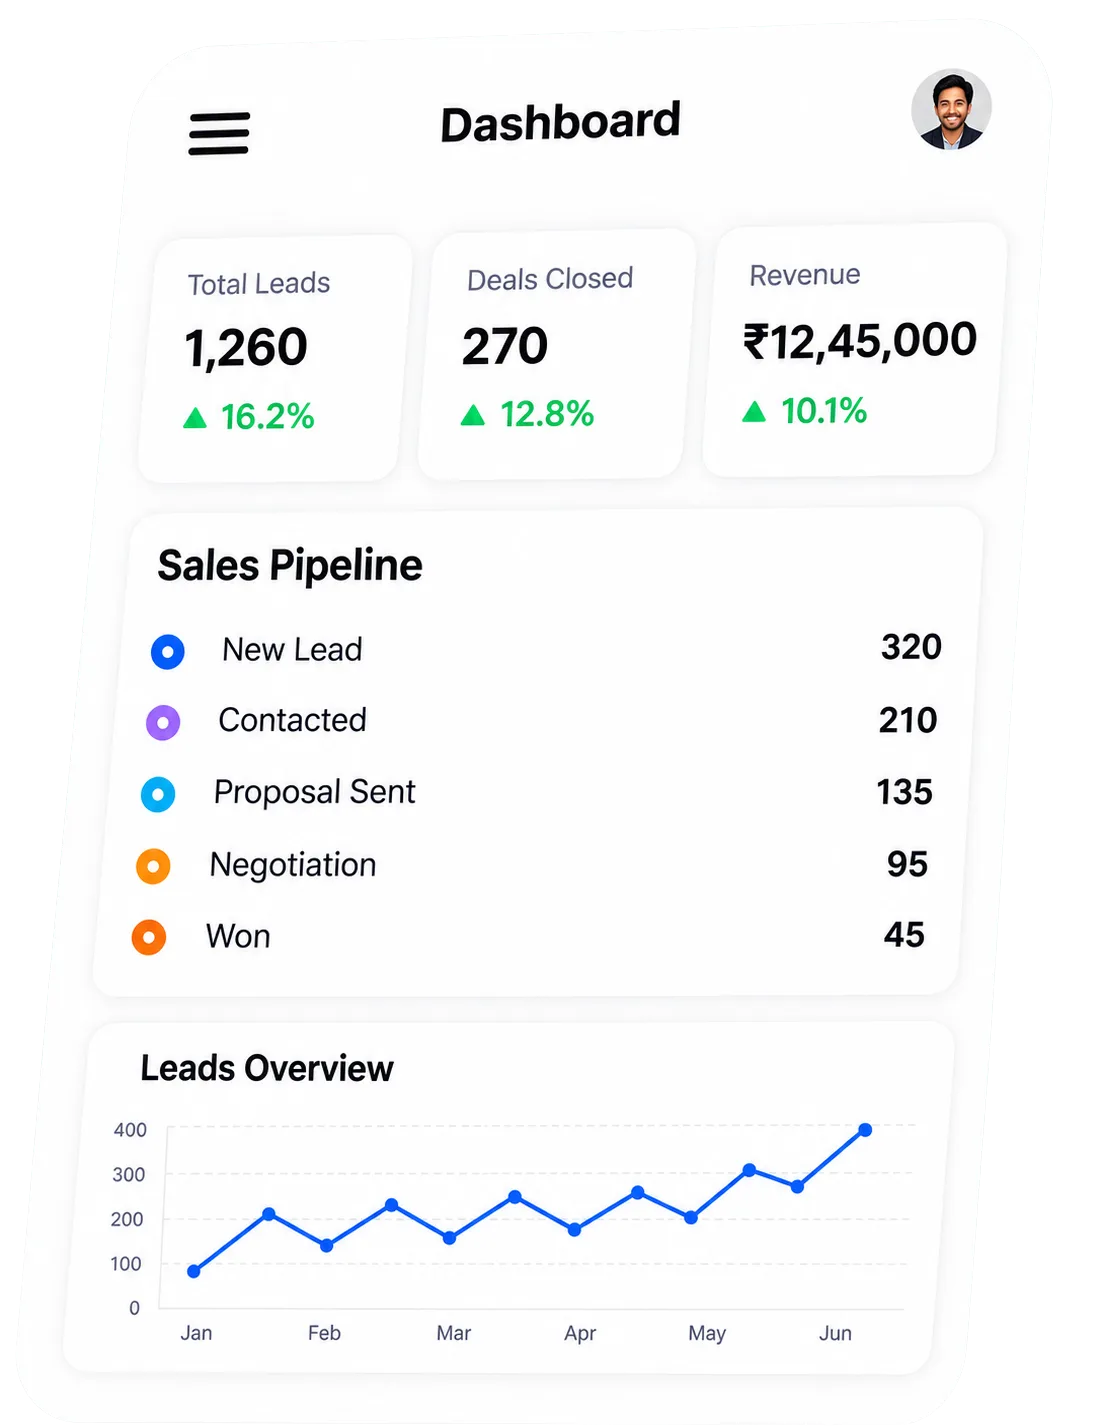 Dashboard
Total Leads
1,260
▲ 16.2%
Deals Closed
270
▲ 12.8%
Revenue
₹12,45,000
▲ 10.1%
Sales Pipeline
New Lead 320
Contacted 210
Proposal Sent 135
Negotiation 95
Won 45
Leads Overview
400
300
200
100
0
Jan Feb Mar Apr May Jun